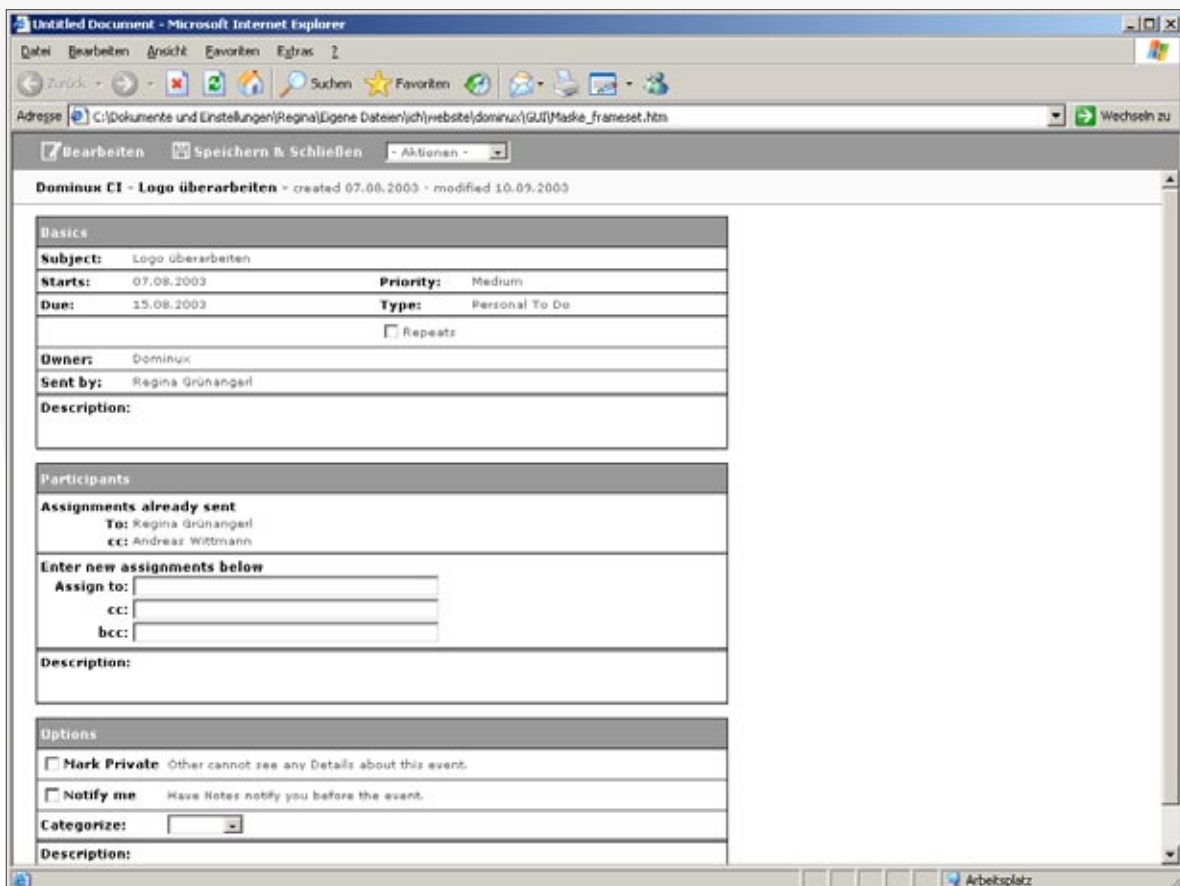 Untitled Document - Microsoft Internet Explorer
Datei Bearbeiten Ansicht Favoriten Extras ?
Zurück Suchen Favoriten
Adresse C:\Dokumente und Einstellungen\Regina\Eigene Dateien\ich\website\dominux\GUI\Maske_frameset.htm Wechseln zu
Bearbeiten Speichern & Schließen - Aktionen -
Dominux CI - Logo überarbeiten - created 07.08.2003 - modified 10.09.2003
Basics
Subject: Logo überarbeiten
Starts: 07.08.2003 Priority: Medium
Due: 15.08.2003 Type: Personal To Do
Repeats
Owner: Dominux
Sent by: Regina Grünangerl
Description:
Participants
Assignments already sent
To: Regina Grünangerl
cc: Andreas Wittmann
Enter new assignments below
Assign to:
cc:
bcc:
Description:
Options
Mark Private Other cannot see any Details about this event.
Notify me Have Notes notify you before the event.
Categorize:
Description:
Arbeitsplatz